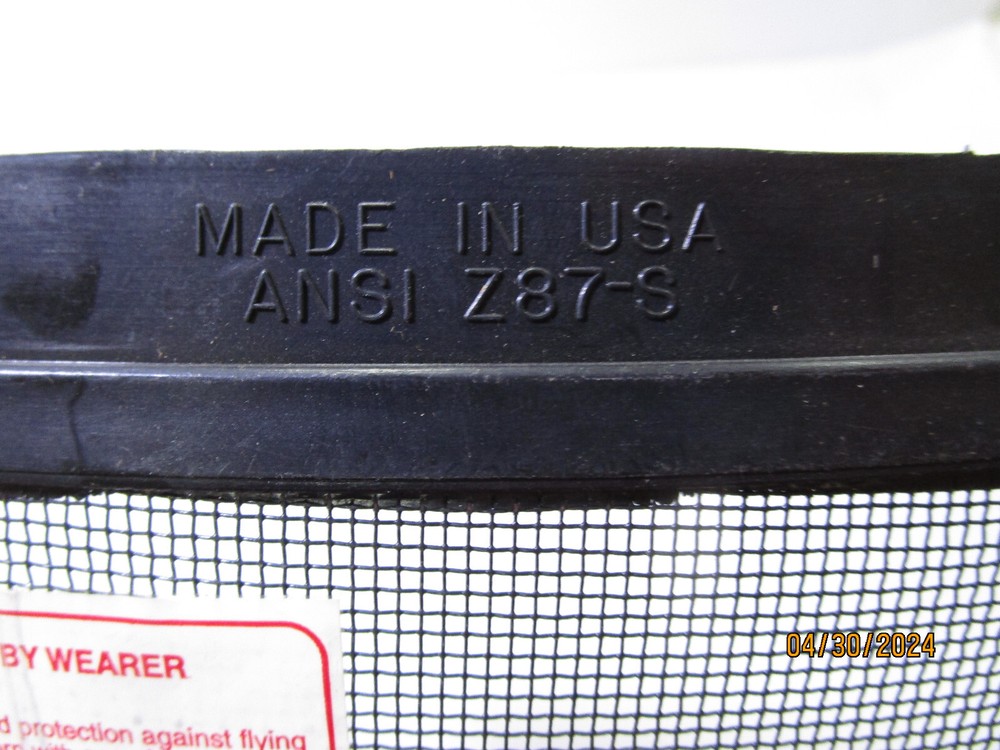 MADE IN USA
ANSI Z87-S
BY WEARER
04/30/2024
protection against flying